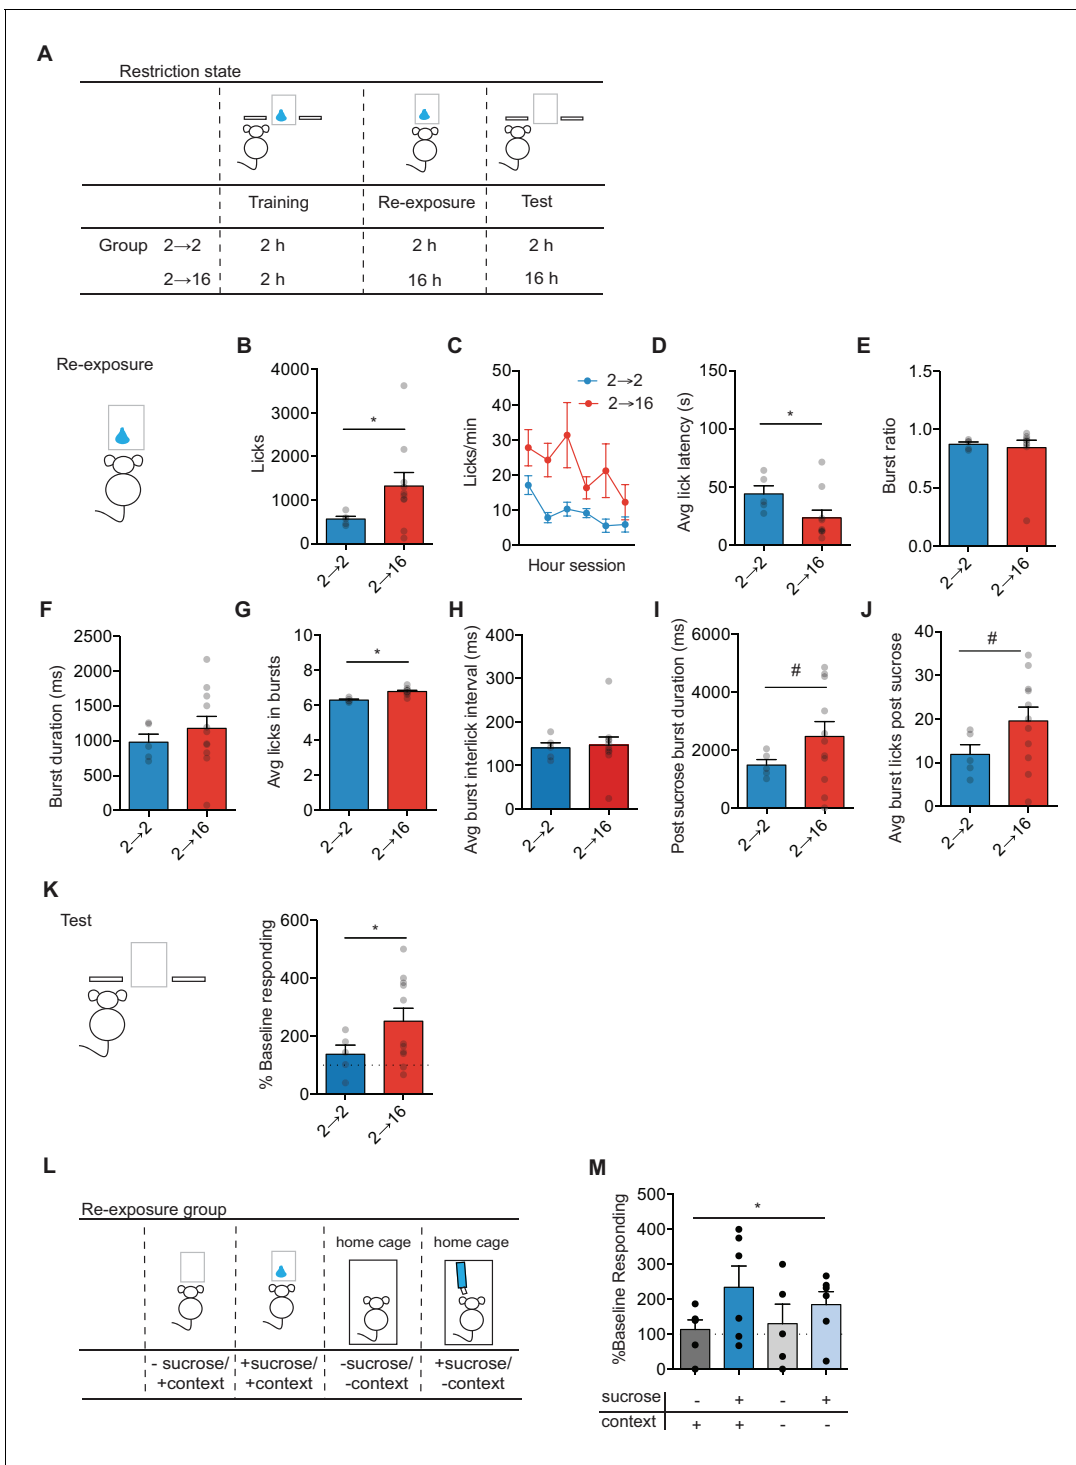 A
Restriction state
Training Re-exposure Test
Group 2→2 2 h 2 h 2 h
2→16 2 h 16 h 16 h
Re-exposure
B
Licks
4000
3000
2000
1000
0
*
2→2 2→16
C
Licks/min
50
40
30
20
10
0
2→2
2→16
Hour session
D
Avg lick latency (s)
150
100
50
0
*
2→2 2→16
E
Burst ratio
1.5
1.0
0.5
0.0
2→2 2→16
F
Burst duration (ms)
2500
2000
1500
1000
500
0
2→2 2→16
G
Avg licks in bursts
10
8
6
4
2
0
*
2→2 2→16
H
Avg burst interlick interval (ms)
400
300
200
100
0
2→2 2→16
I
Post sucrose burst duration (ms)
6000
4000
2000
0
#
2→2 2→16
J
Avg burst licks post sucrose
40
30
20
10
0
#
2→2 2→16
K
Test
% Baseline responding
600
400
200
0
*
2→2 2→16
L
Re-exposure group
home cage home cage
- sucrose/ +sucrose/ -sucrose/ +sucrose/
+context +context -context -context
M
%Baseline Responding
500
400
300
200
100
0
*
sucrose - + - +
context + + - -